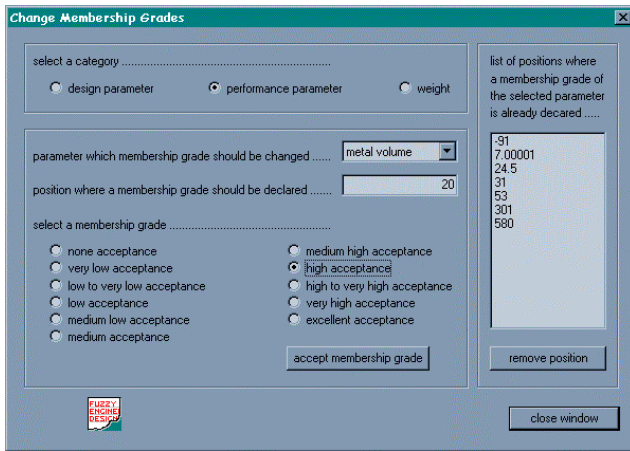 Change Membership Grades
select a category ............................................................
design parameter
performance parameter
weight
parameter which membership grade should be changed ......
metal volume
position where a membership grade should be declared .......
20
select a membership grade ..............................................
none acceptance
very low acceptance
low to very low acceptance
low acceptance
medium low acceptance
medium acceptance
medium high acceptance
high acceptance
high to very high acceptance
very high acceptance
excellent acceptance
accept membership grade
list of positions where
a membership grade of
the selected parameter
is already decared .....
-91
7.00001
24.5
31
53
301
580
remove position
FUZZY
ENGINE
DESIGN
close window